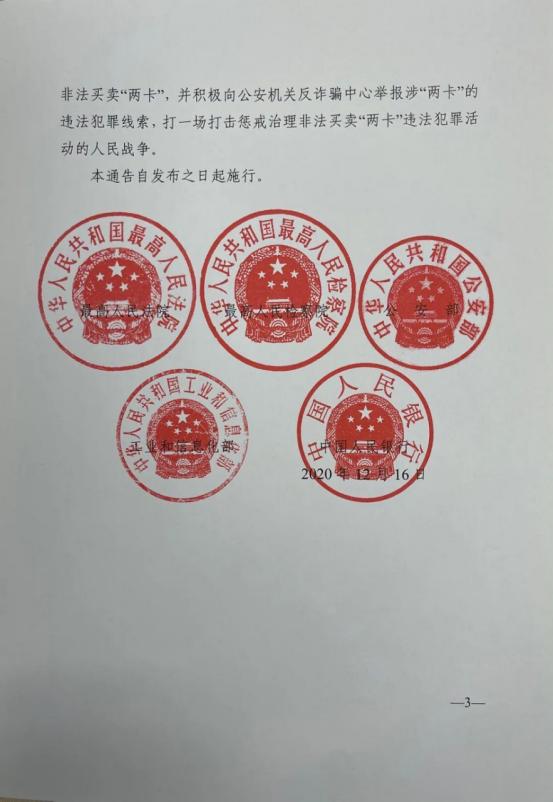 非法买卖“两卡”，并积极向公安机关反诈骗中心举报涉“两卡”的
违法犯罪线索，打一场打击惩戒治理非法买卖“两卡”违法犯罪活
动的人民战争。
本通告自发布之日起施行。
中华人民共和国最高人民法院
最高人民法院
中华人民共和国最高人民检察院
最高人民检察院
中华人民共和国公安部
公安部
中华人民共和国工业和信息化部
工业和信息化部
中国人民银行
中国人民银行
2020年12月16日
—3—